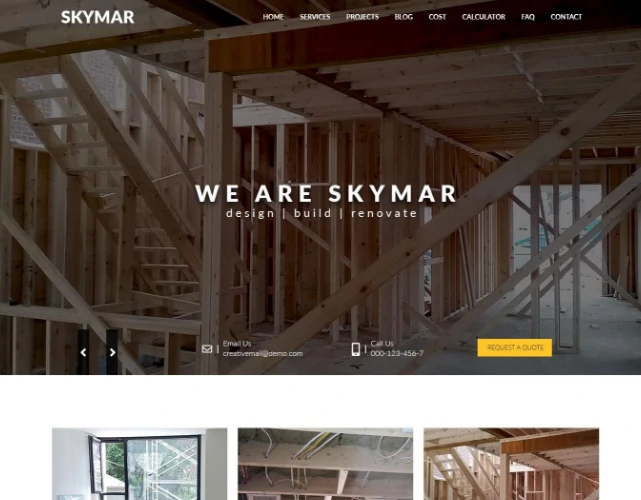 SKYMAR
HOME SERVICES PROJECTS BLOG COST CALCULATOR FAQ CONTACT
WE ARE SKYMAR
design | build | renovate
Email Us
creativemail@demo.com
Call Us
000-123-456-7
REQUEST A QUOTE